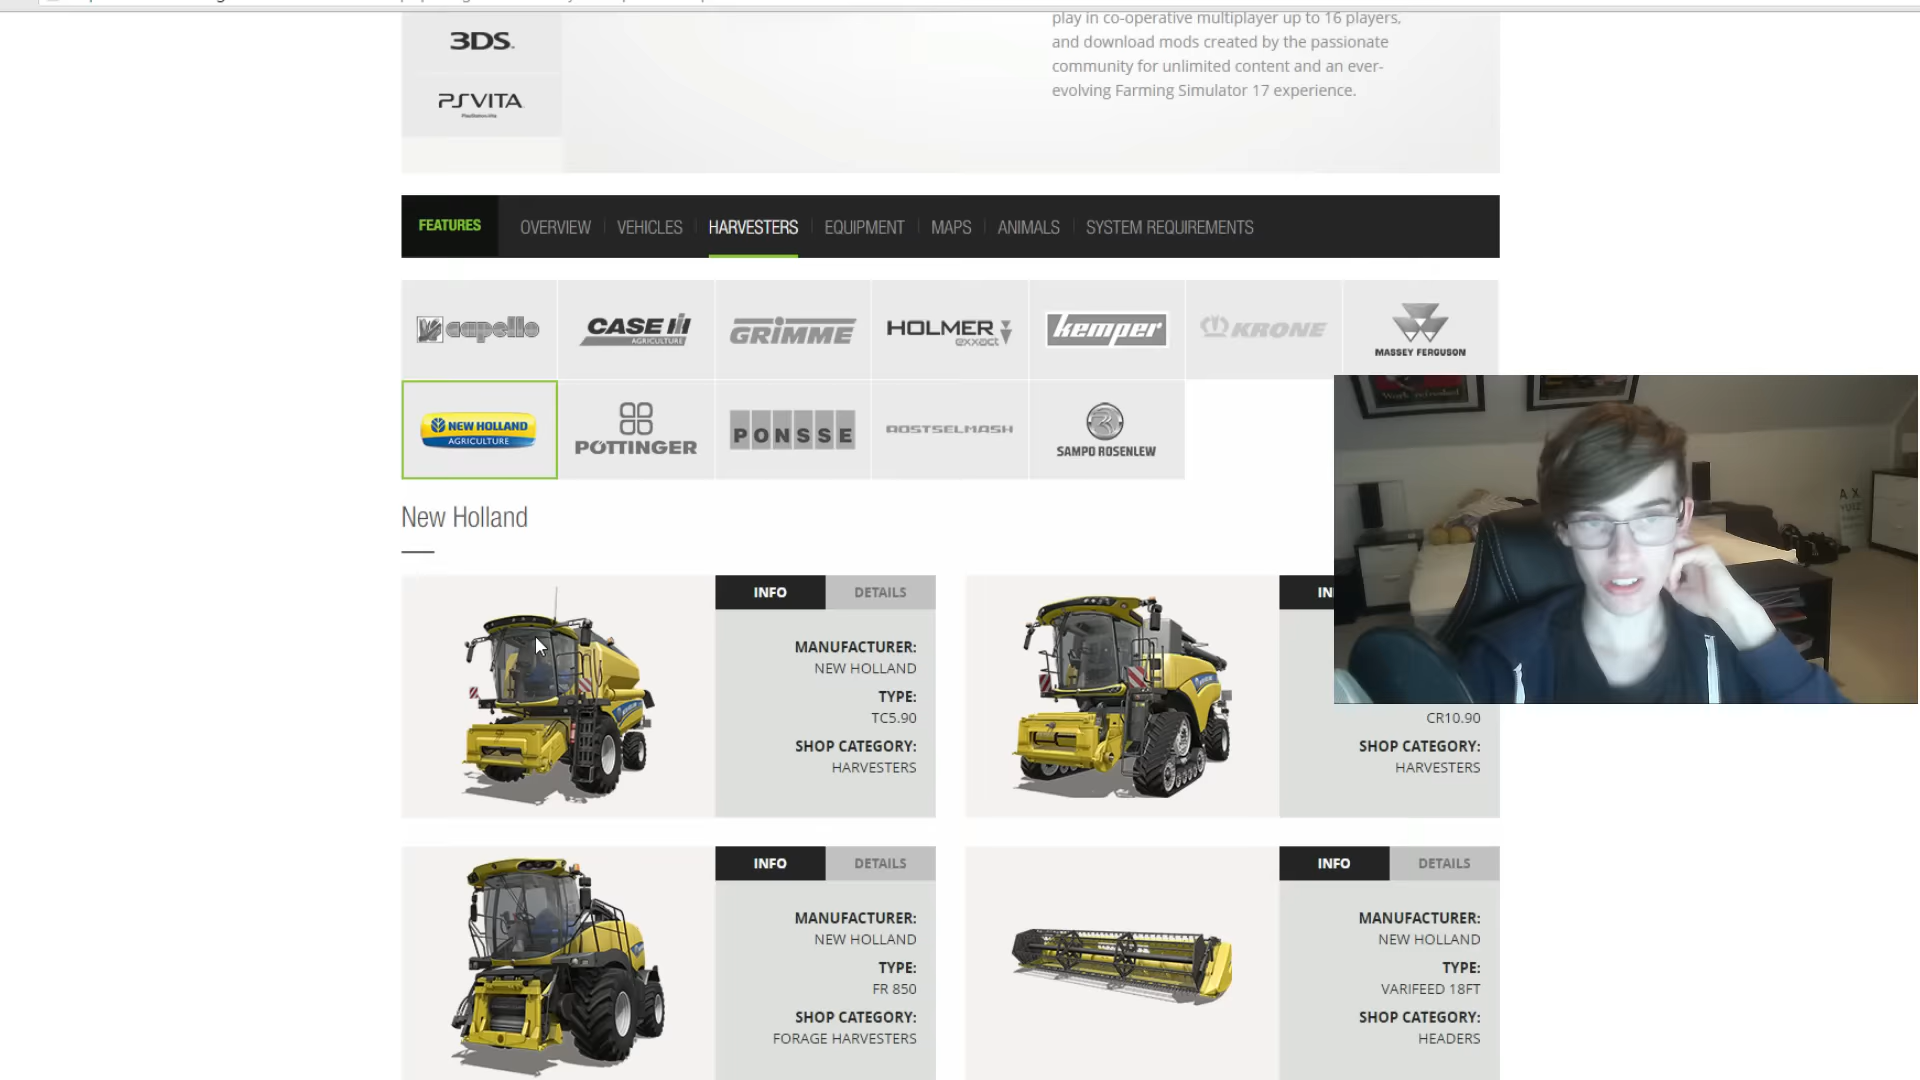 3DS
PSVITA
PlayStation.Vita
play in co-operative multiplayer up to 16 players,
and download mods created by the passionate
community for unlimited content and an ever-
evolving Farming Simulator 17 experience.
FEATURES
OVERVIEW
VEHICLES
HARVESTERS
EQUIPMENT
MAPS
ANIMALS
SYSTEM REQUIREMENTS
capello
CASE IH
AGRICULTURE
GRIMME
HOLMER
exxact
kemper
KRONE
MASSEY FERGUSON
NEW HOLLAND
AGRICULTURE
PÖTTINGER
PONSSE
ROSTSELMASH
SAMPO ROSENLEW
New Holland
INFO
DETAILS
MANUFACTURER:
NEW HOLLAND
TYPE:
TC5.90
SHOP CATEGORY:
HARVESTERS
IN
CR10.90
SHOP CATEGORY:
HARVESTERS
INFO
DETAILS
MANUFACTURER:
NEW HOLLAND
TYPE:
FR 850
SHOP CATEGORY:
FORAGE HARVESTERS
INFO
DETAILS
MANUFACTURER:
NEW HOLLAND
TYPE:
VARIFEED 18FT
SHOP CATEGORY:
HEADERS